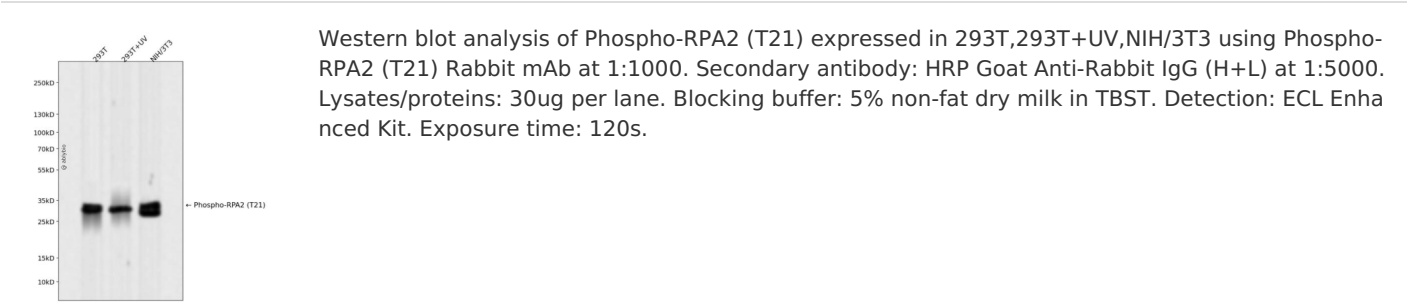 293T
293T+UV
NIH/3T3
250kD
130kD
100kD
70kD
55kD
35kD
25kD
15kD
10kD
@ abybio
← Phospho-RPA2 (T21)
Western blot analysis of Phospho-RPA2 (T21) expressed in 293T,293T+UV,NIH/3T3 using Phospho-
RPA2 (T21) Rabbit mAb at 1:1000. Secondary antibody: HRP Goat Anti-Rabbit IgG (H+L) at 1:5000.
Lysates/proteins: 30ug per lane. Blocking buffer: 5% non-fat dry milk in TBST. Detection: ECL Enha
nced Kit. Exposure time: 120s.